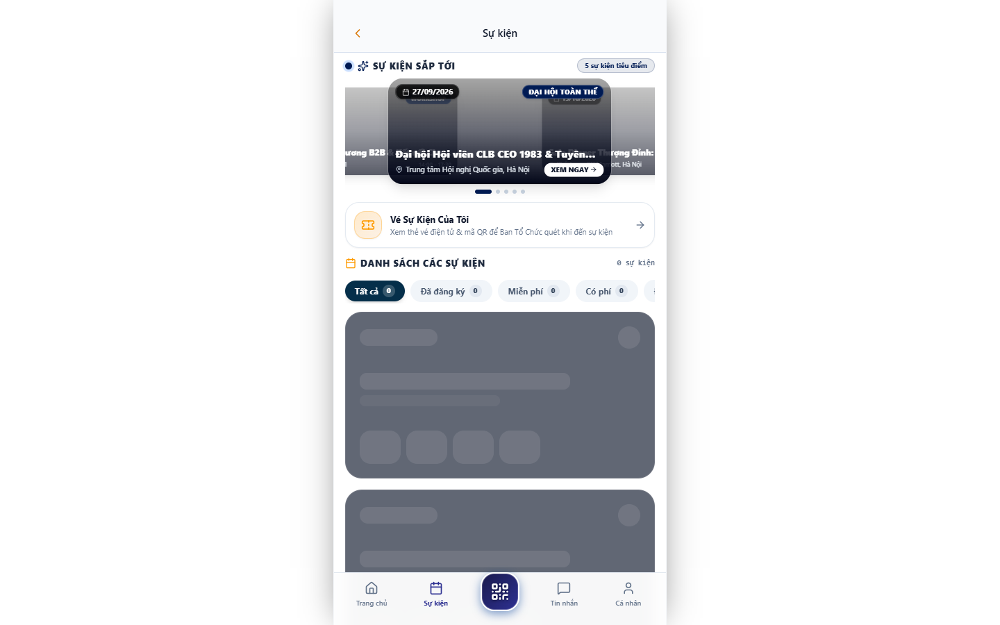 Sự kiện
SỰ KIỆN SẮP TỚI
5 sự kiện tiêu điểm
27/09/2026
ĐẠI HỘI TOÀN THỂ
ương B2B
Thượng Đỉnh:
Đại hội Hội viên CLB CEO 1983 & Tuyên...
Trung tâm Hội nghị Quốc gia, Hà Nội
XEM NGAY
ott, Hà Nội
Vé Sự Kiện Của Tôi
Xem thẻ vé điện tử & mã QR để Ban Tổ Chức quét khi đến sự kiện
DANH SÁCH CÁC SỰ KIỆN
0 sự kiện
Tất cả 0
Đã đăng ký 0
Miễn phí 0
Có phí 0
Trang chủ
Sự kiện
Tin nhắn
Cá nhân